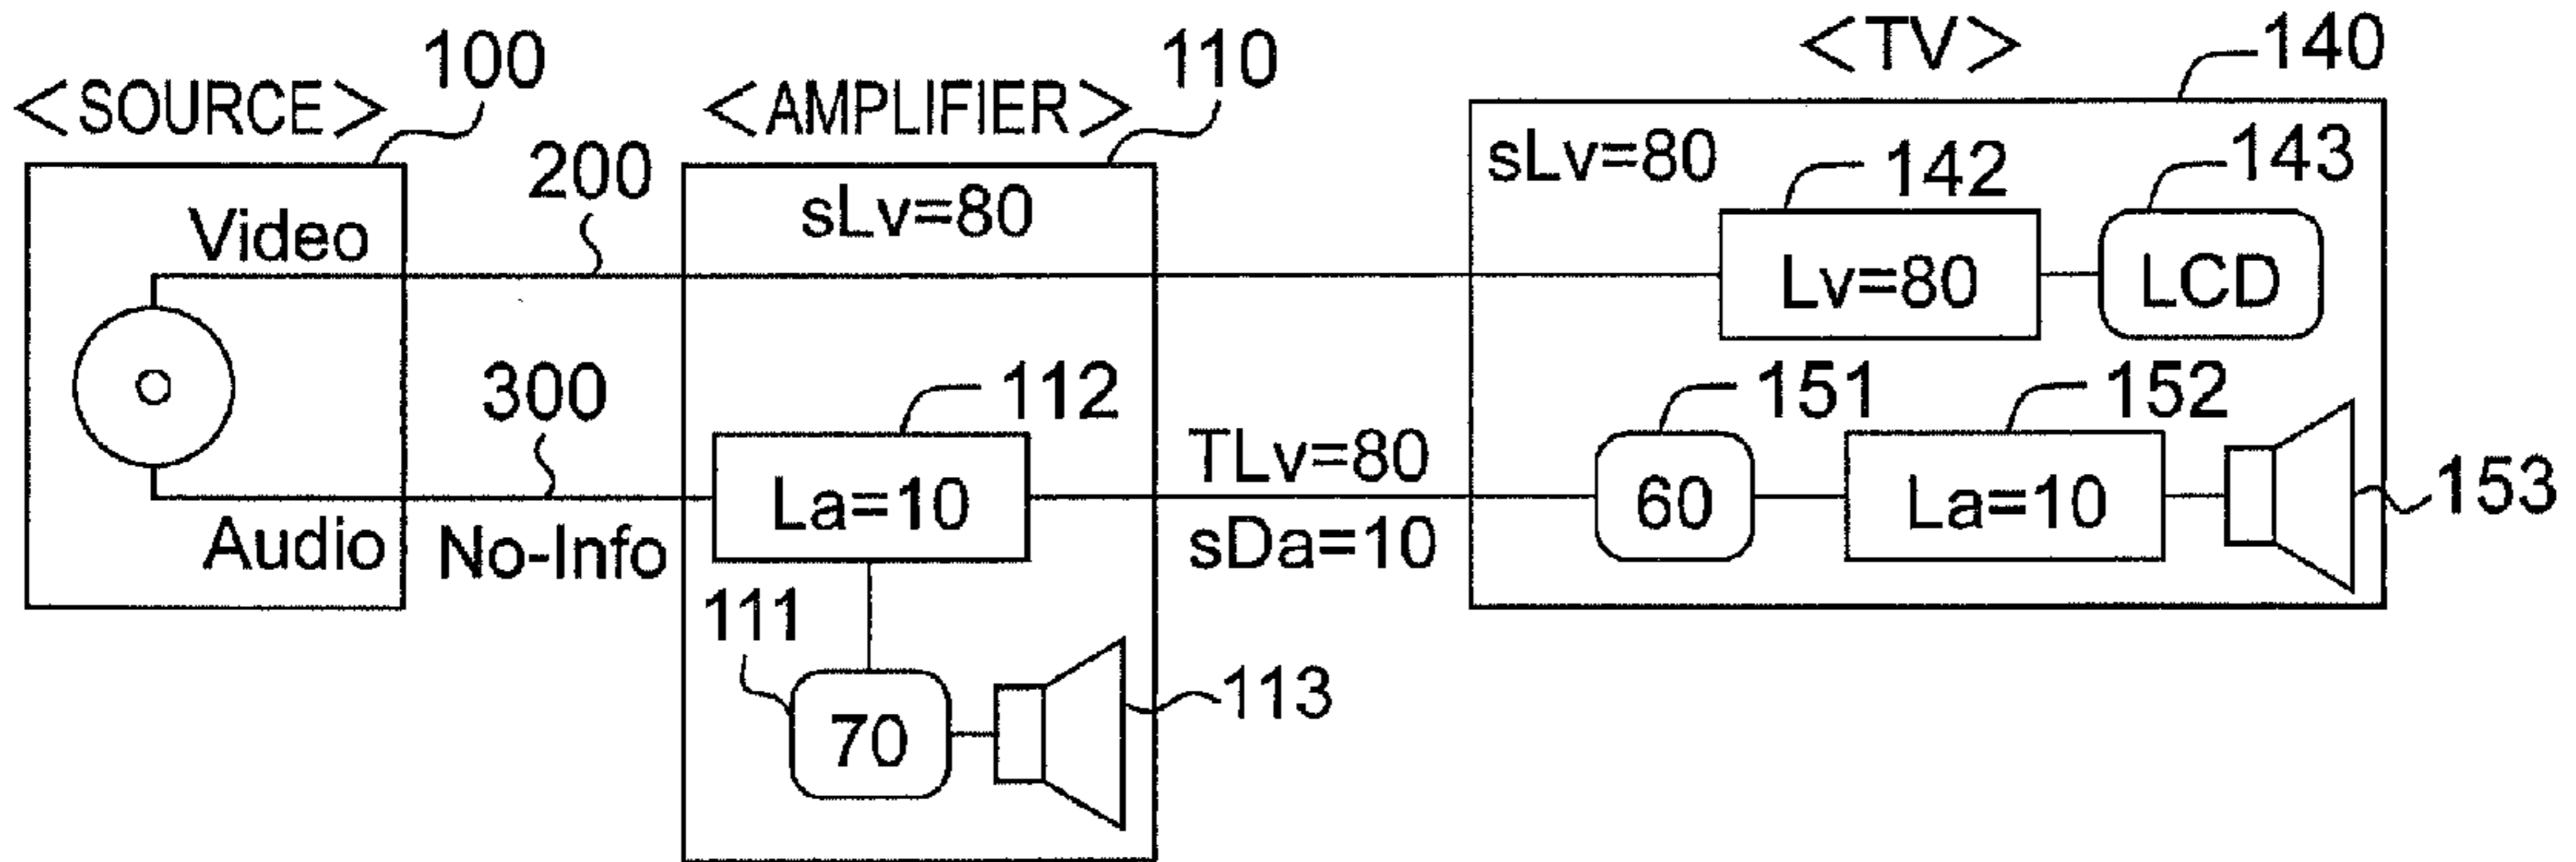 <SOURCE>
100
Video
Audio
200
300
No-Info
<AMPLIFIER>
110
sLv=80
112
La=10
111
70
113
TLv=80
sDa=10
<TV>
140
sLv=80
142
Lv=80
143
LCD
151
60
152
La=10
153